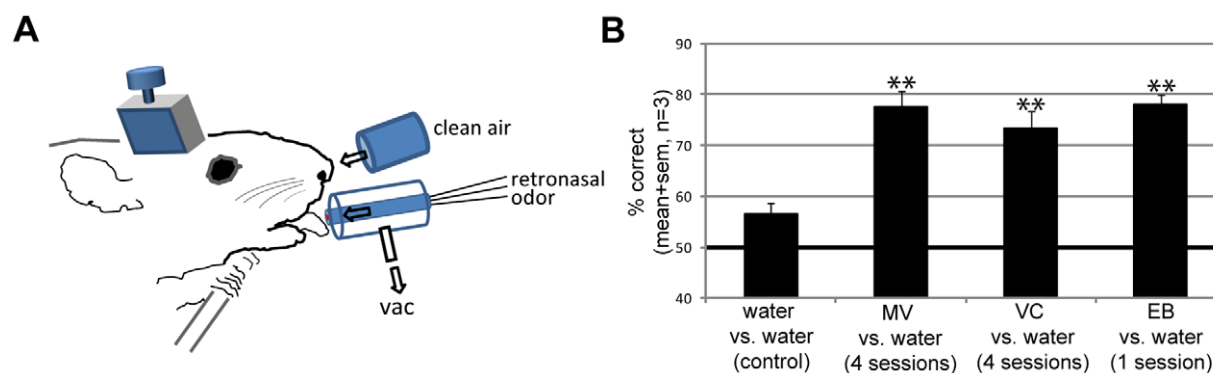 A
clean air
retronasal
odor
vac
B
% correct
(mean+sem, n=3)
90
80
70
60
50
40
**
**
**
water
vs. water
(control)
MV
vs. water
(4 sessions)
VC
vs. water
(4 sessions)
EB
vs. water
(1 session)